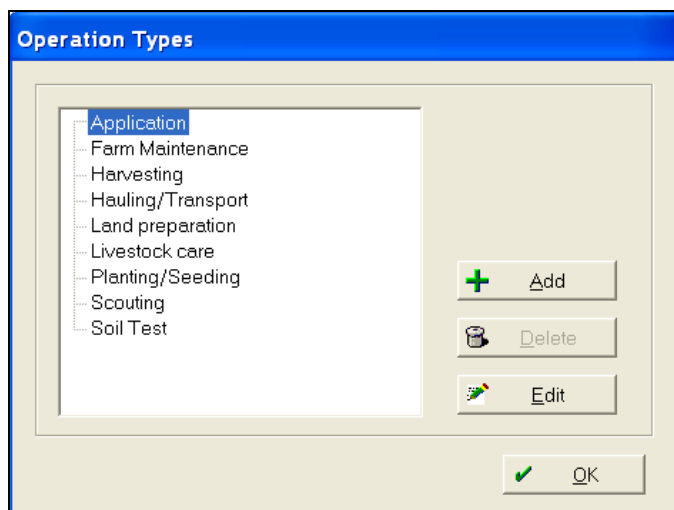 Operation Types
Application
Farm Maintenance
Harvesting
Hauling/Transport
Land preparation
Livestock care
Planting/Seeding
Scouting
Soil Test
Add
Delete
Edit
OK